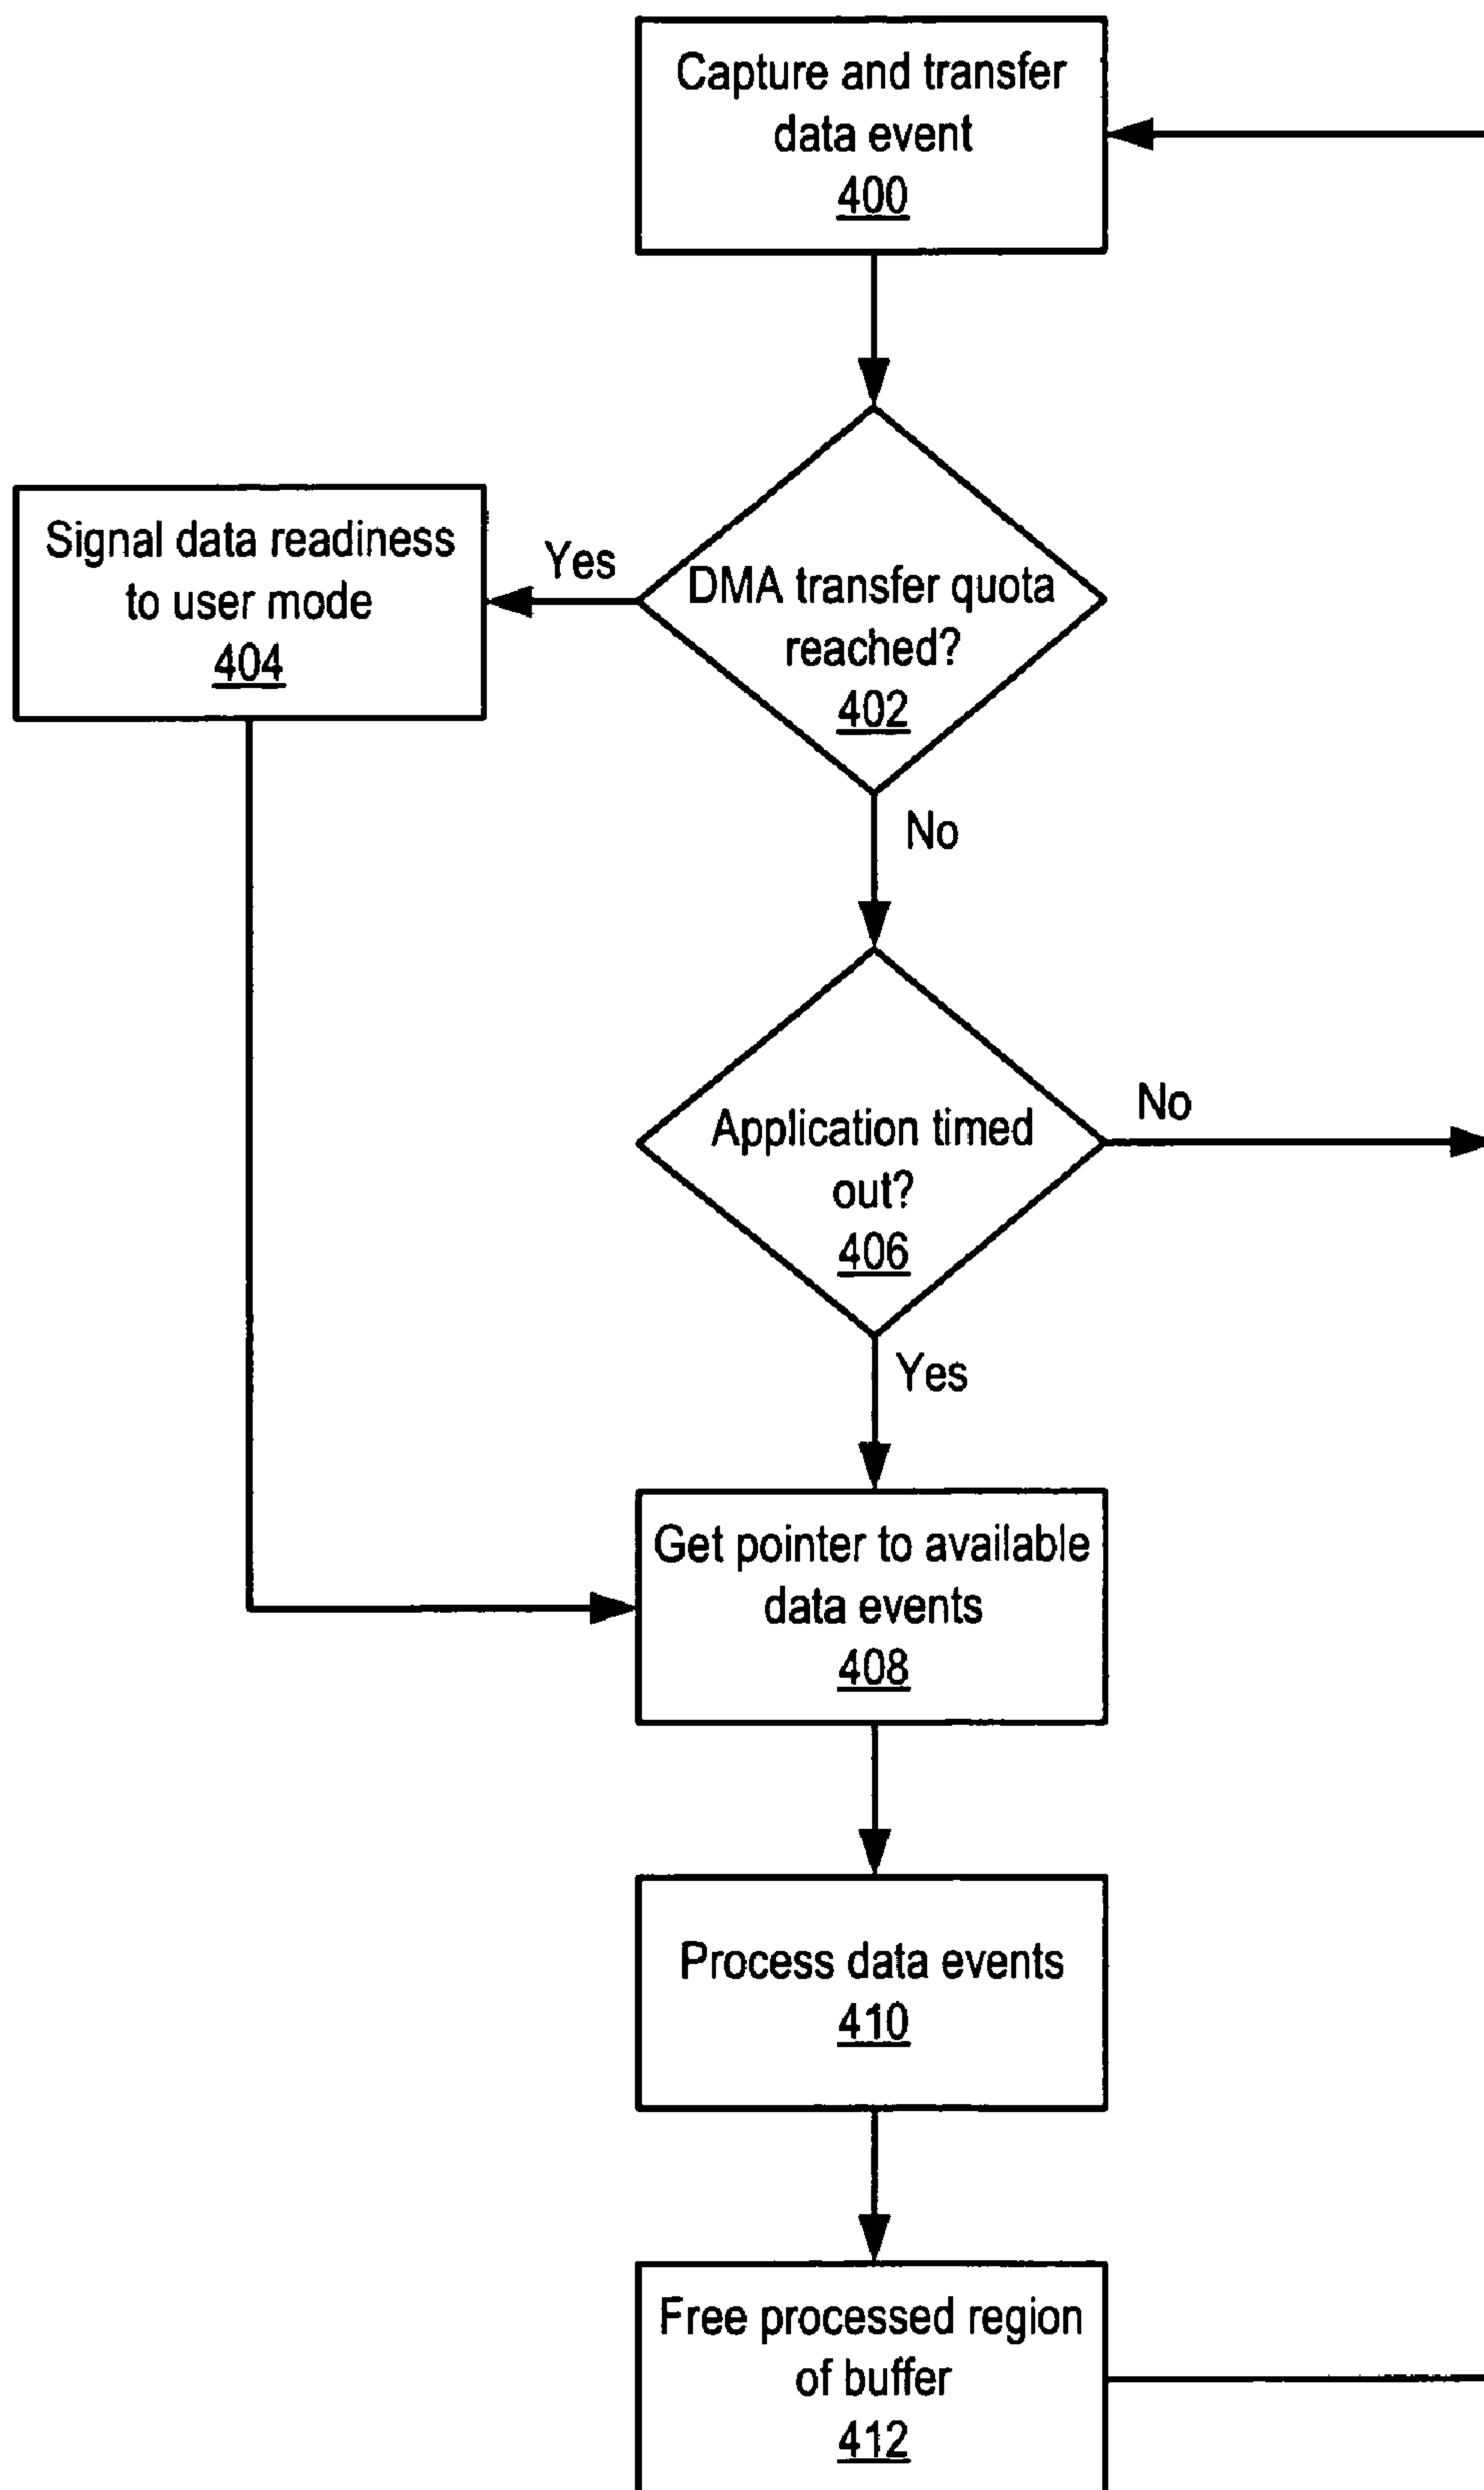 Capture and transfer
data event
400
Signal data readiness
to user mode
404
Yes
DMA transfer quota
reached?
402
No
Application timed
out?
406
No
Yes
Get pointer to available
data events
408
Process data events
410
Free processed region
of buffer
412